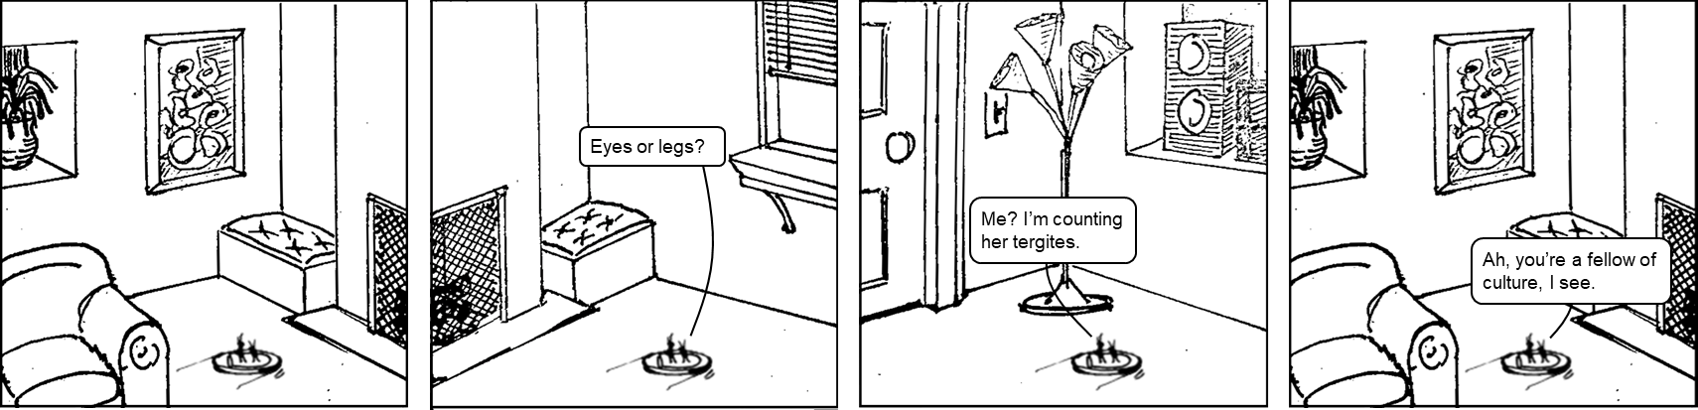 Eyes or legs?
Me? I'm counting
her tergites.
Ah, you're a fellow of
culture, I see.